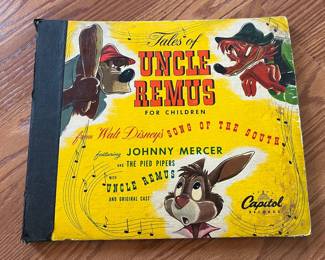 Tales of
UNCLE
REMUS
FOR CHILDREN
from Walt Disney's SONG OF THE SOUTH
featuring JOHNNY MERCER
AND THE PIED PIPERS
WITH "UNCLE REMUS"
AND ORIGINAL CAST
Capitol
RECORDS